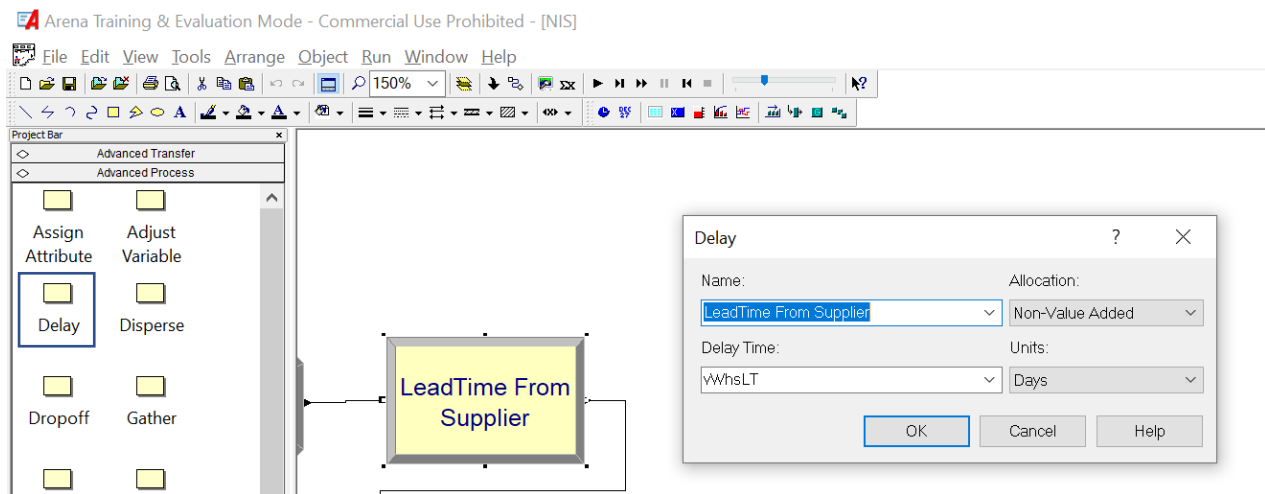 Arena Training & Evaluation Mode - Commercial Use Prohibited - [NIS]
File Edit View Tools Arrange Object Run Window Help
150%
Project Bar
Advanced Transfer
Advanced Process
Assign Attribute
Adjust Variable
Delay
Disperse
Dropoff
Gather
LeadTime From
Supplier
Delay
Name:
Allocation:
LeadTime From Supplier
Non-Value Added
Delay Time:
Units:
vWhsLT
Days
OK
Cancel
Help